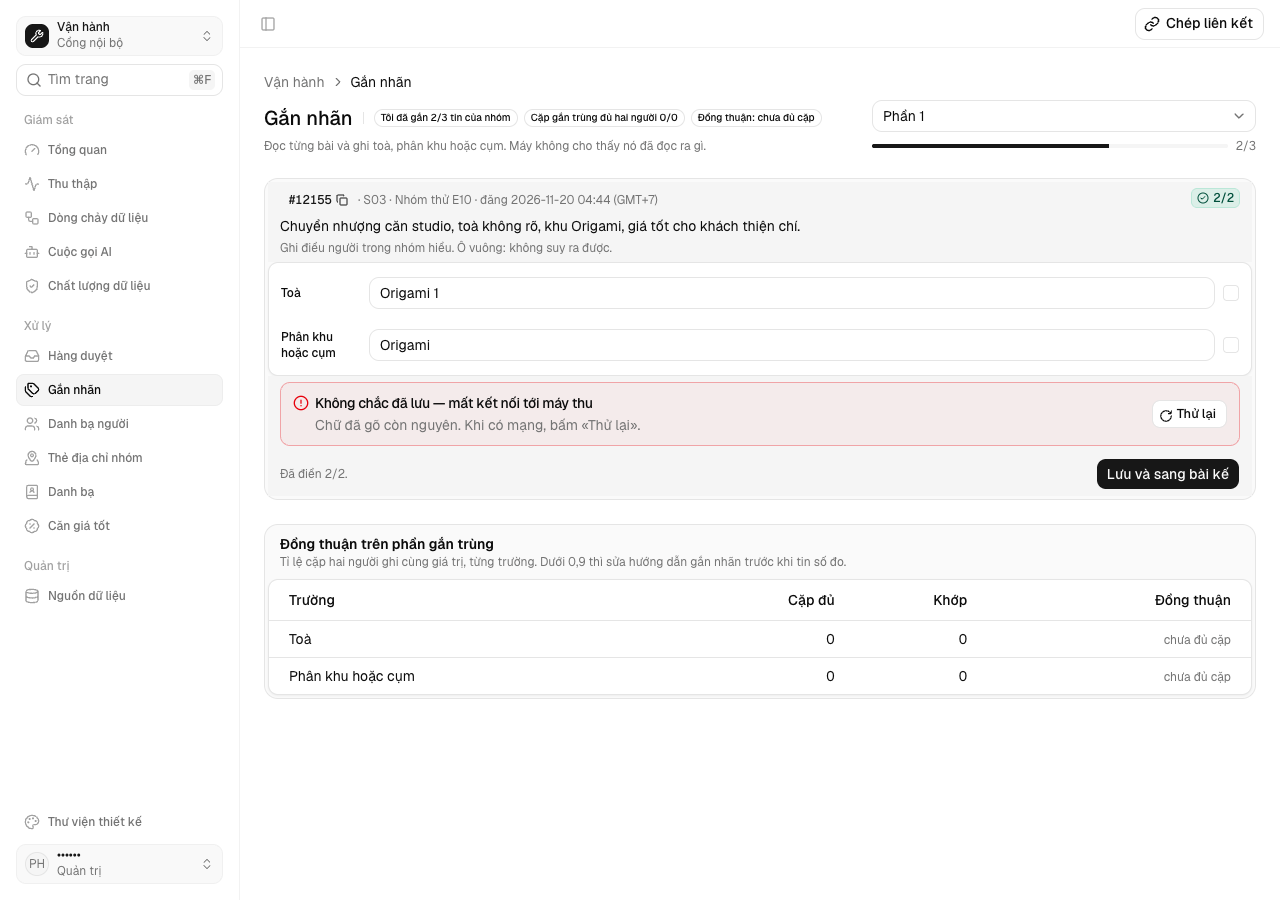 Vận hành
Cổng nội bộ
Tìm trang
⌘F
Giám sát
Tổng quan
Thu thập
Dòng chảy dữ liệu
Cuộc gọi AI
Chất lượng dữ liệu
Xử lý
Hàng duyệt
Gắn nhãn
Danh bạ người
Thẻ địa chỉ nhóm
Danh bạ
Căn giá tốt
Quản trị
Nguồn dữ liệu
Thư viện thiết kế
PH
••••••
Quản trị
Chép liên kết
Vận hành > Gắn nhãn
Gắn nhãn
Tôi đã gắn 2/3 tin của nhóm
Cặp gắn trùng đủ hai người 0/0
Đồng thuận: chưa đủ cặp
Đọc từng bài và ghi toà, phân khu hoặc cụm. Máy không cho thấy nó đã đọc ra gì.
Phần 1
2/3
#12155 · S03 · Nhóm thử E10 · đăng 2026-11-20 04:44 (GMT+7)
2/2
Chuyển nhượng căn studio, toà không rõ, khu Origami, giá tốt cho khách thiện chí.
Ghi điều người trong nhóm hiểu. Ô vuông: không suy ra được.
Toà
Origami 1
Phân khu
hoặc cụm
Origami
Không chắc đã lưu — mất kết nối tới máy thu
Chữ đã gõ còn nguyên. Khi có mạng, bấm «Thử lại».
Thử lại
Đã điền 2/2.
Lưu và sang bài kế
Đồng thuận trên phần gắn trùng
Tỉ lệ cặp hai người ghi cùng giá trị, từng trường. Dưới 0,9 thì sửa hướng dẫn gắn nhãn trước khi tin số đo.
Trường Cặp đủ Khớp Đồng thuận
Toà 0 0 chưa đủ cặp
Phân khu hoặc cụm 0 0 chưa đủ cặp